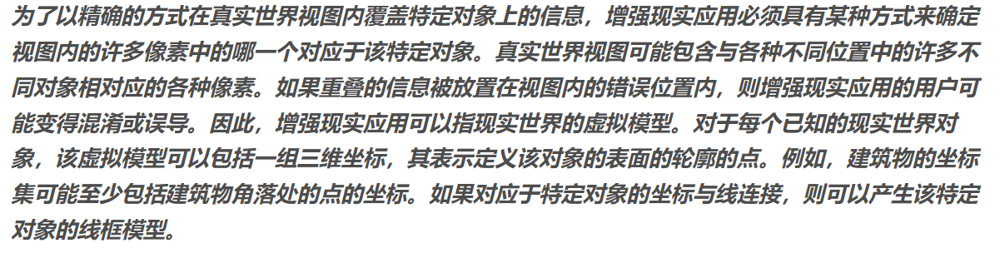 为了以精确的方式在真实世界视图内覆盖特定对象上的信息，增强现实应用必须具有某种方式来确定
视图内的许多像素中的哪一个对应于该特定对象。真实世界视图可能包含与各种不同位置中的许多不
同对象相对应的各种像素。如果重叠的信息被放置在视图内的错误位置内，则增强现实应用的用户可
能变得混淆或误导。因此，增强现实应用可以指现实世界的虚拟模型。对于每个已知的现实世界对
象，该虚拟模型可以包括一组三维坐标，其表示定义该对象的表面的轮廓的点。例如，建筑物的坐标
集可能至少包括建筑物角落处的点的坐标。如果对应于特定对象的坐标与线连接，则可以产生该特定
对象的线框模型。